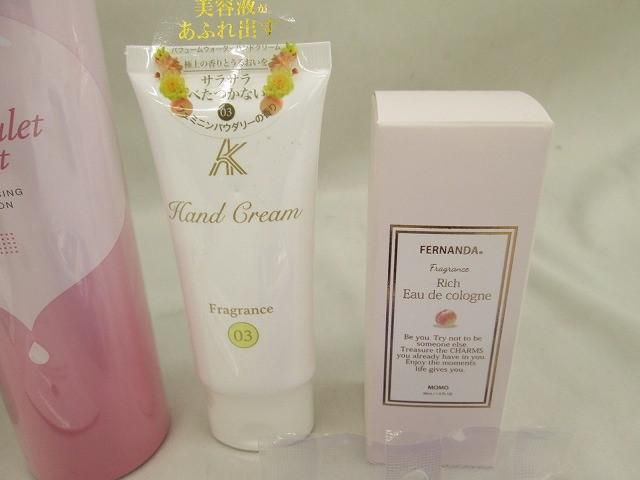 美容液が
あふれ出す
パフュームウォーターハンドクリーム
極上の香りとうるおいを
サラサラ
べたつかない
03
フェミニンパウダリーの香り
AK
Hand Cream
Fragrance
03
FERNANDA®
Fragrance
Rich
Eau de cologne
Be you. Try not to be
someone else.
Treasure the CHARMS
you already have in you.
Enjoy the moments
life gives you.
MOMO